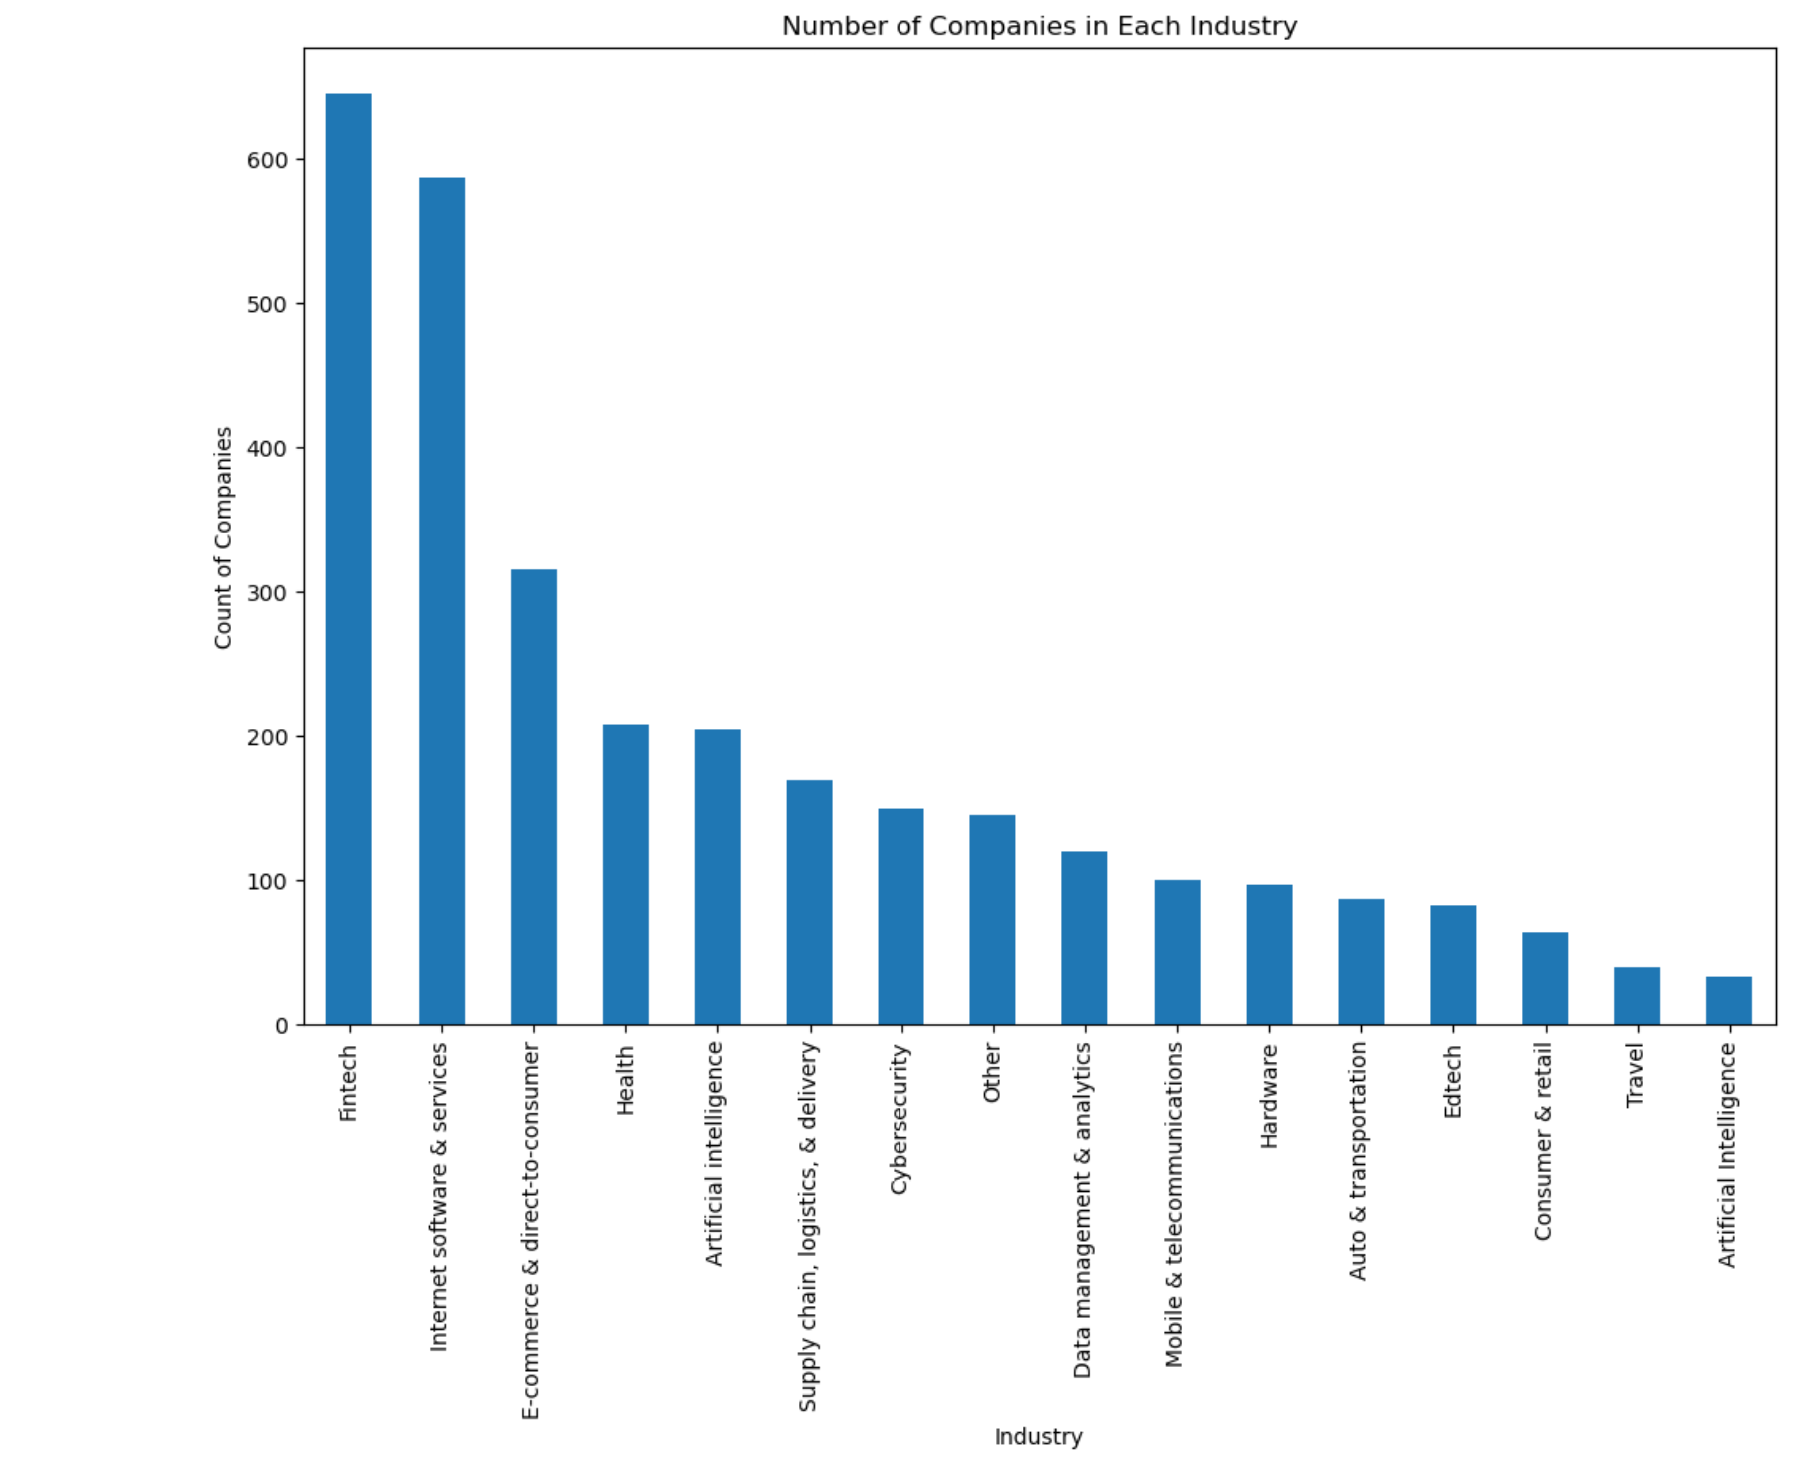 Number of Companies in Each Industry
Count of Companies
600
500
400
300
200
100
0
Fintech
Internet software & services
E-commerce & direct-to-consumer
Health
Artificial intelligence
Supply chain, logistics, & delivery
Cybersecurity
Other
Data management & analytics
Mobile & telecommunications
Hardware
Auto & transportation
Edtech
Consumer & retail
Travel
Artificial Intelligence
Industry